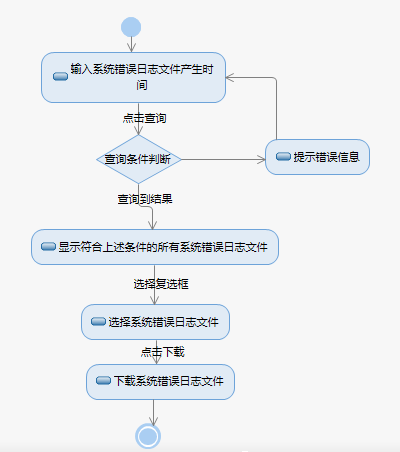 输入系统错误日志文件产生时
间
点击查询
查询条件判断
提示错误信息
查询到结果
显示符合上述条件的所有系统错误日志文件
选择复选框
选择系统错误日志文件
点击下载
下载系统错误日志文件